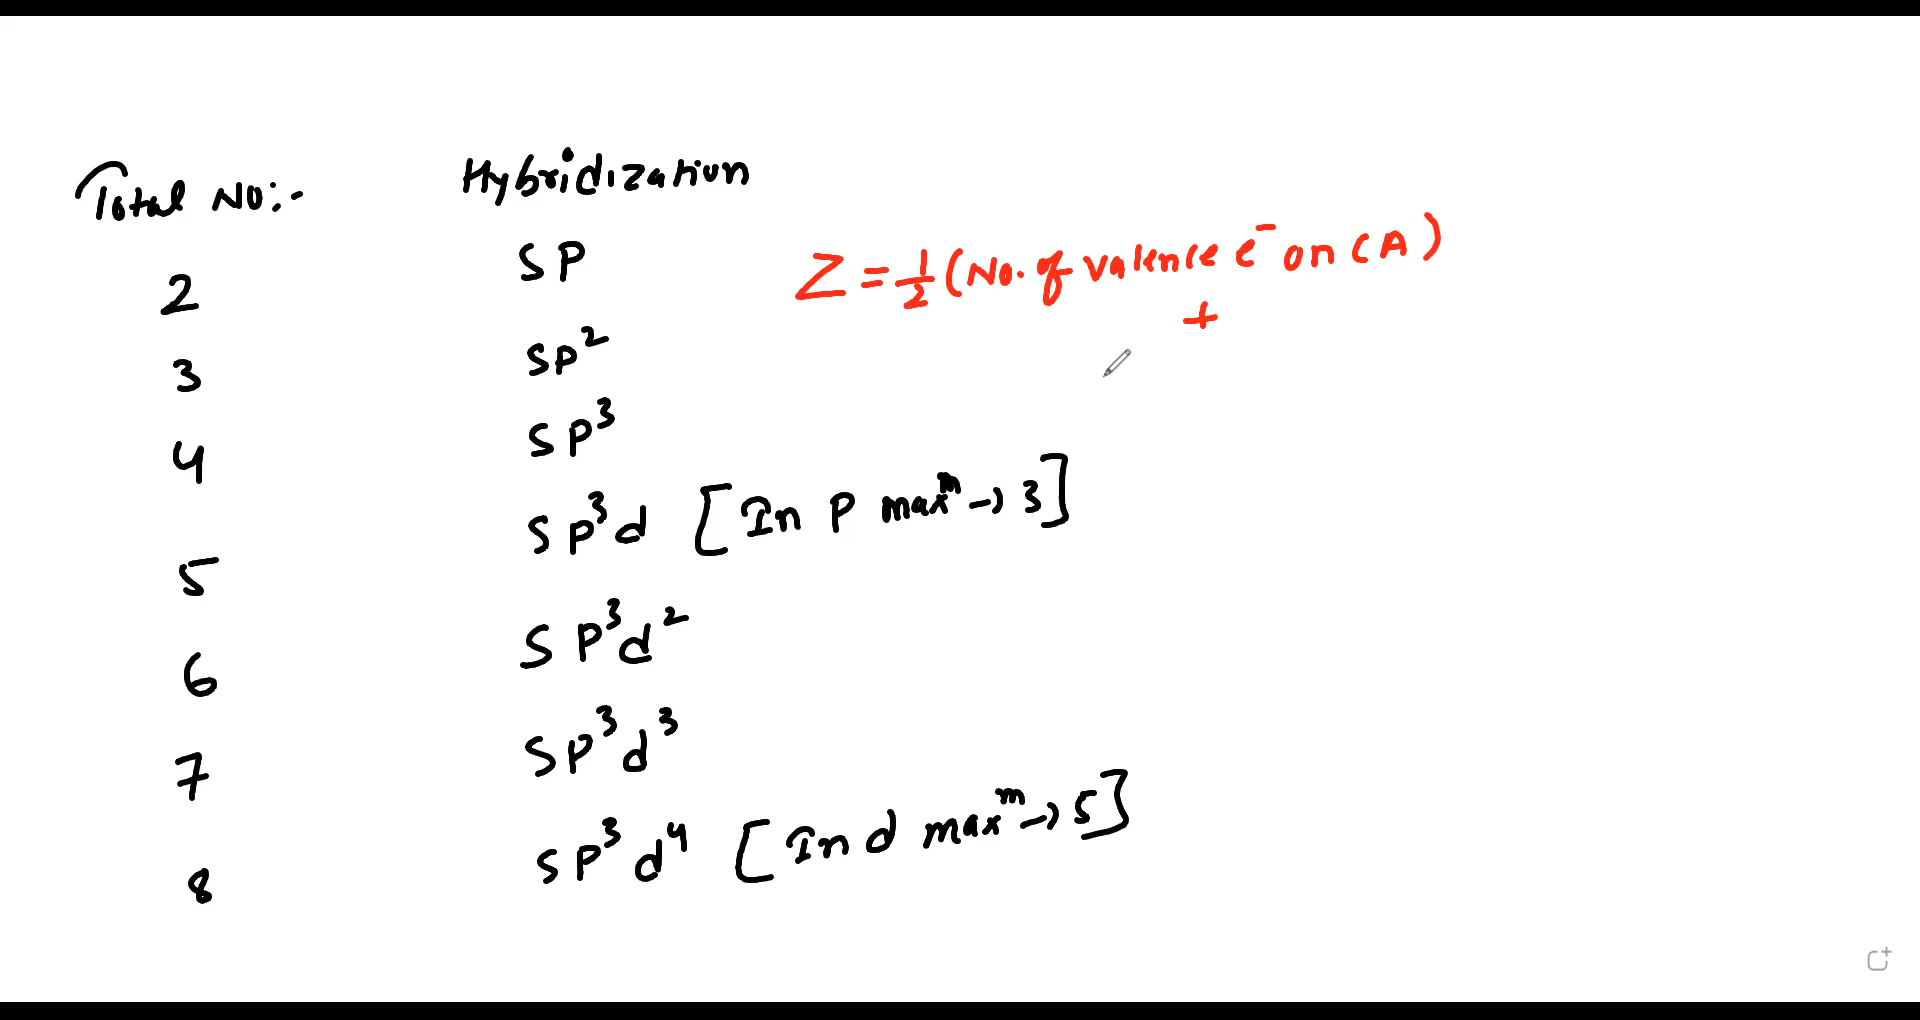 Total No:-    Hybridization
2    SP
Z = 1/2 (No. of valence e⁻ on CA)
+
3    SP²
4    SP³
5    SP³d [In P maxᵐ → 3]
6    SP³d²
7    SP³d³
8    SP³d⁴ [In d maxᵐ → 5]